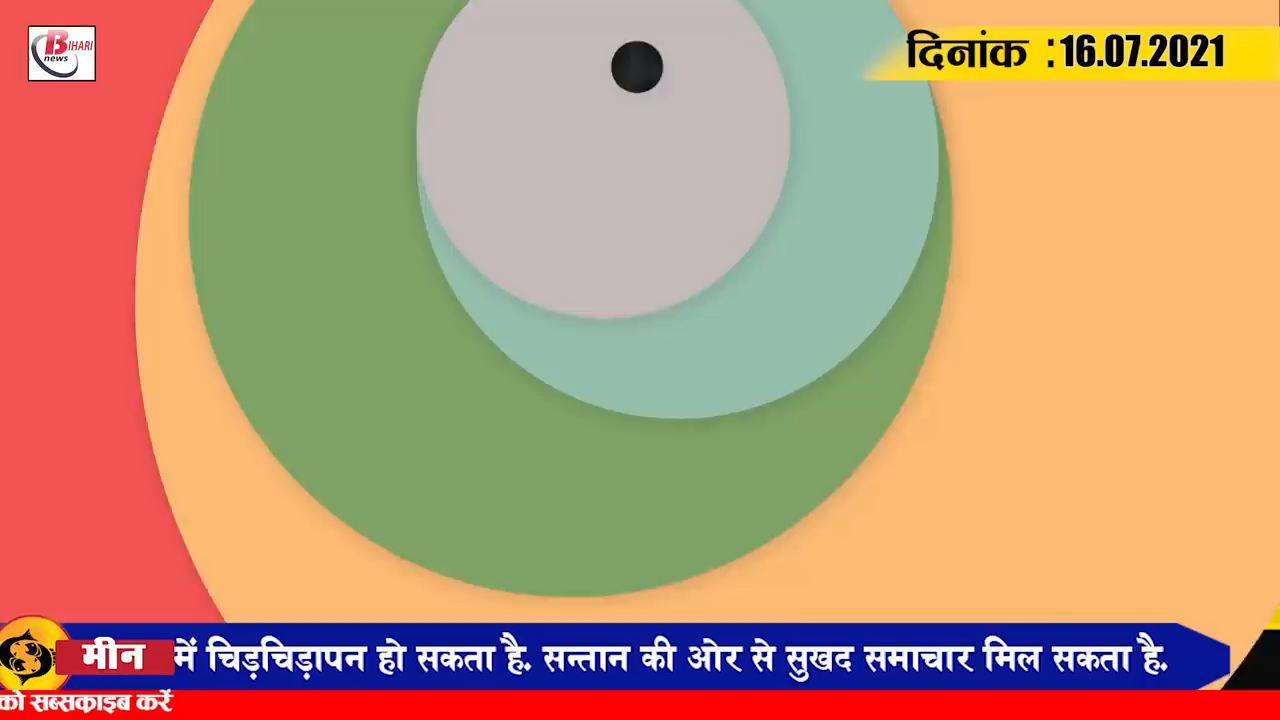 BIHARI
news
दिनांक :16.07.2021
मीन में चिड़चिड़ापन हो सकता है. सन्तान की ओर से सुखद समाचार मिल सकता है.
को सब्सक्राइब करें